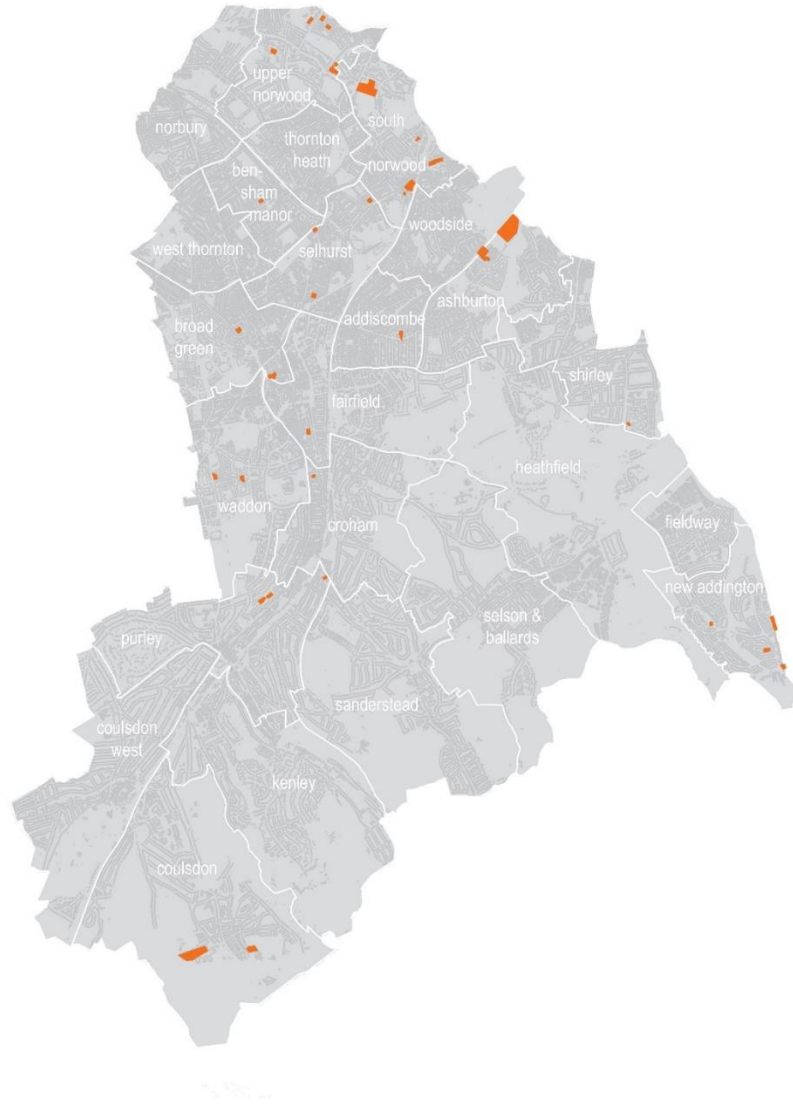 upper
norwood
south
norbury
thornton
heath
norwood
ben-
sham
manor
woodside
west thornton
selhurst
ashburton
addiscombe
broad
green
shirley
fairfield
heathfield
waddon
croham
fieldway
new addington
selson &
ballards
purley
sanderstead
coulsdon
west
kenley
coulsdon